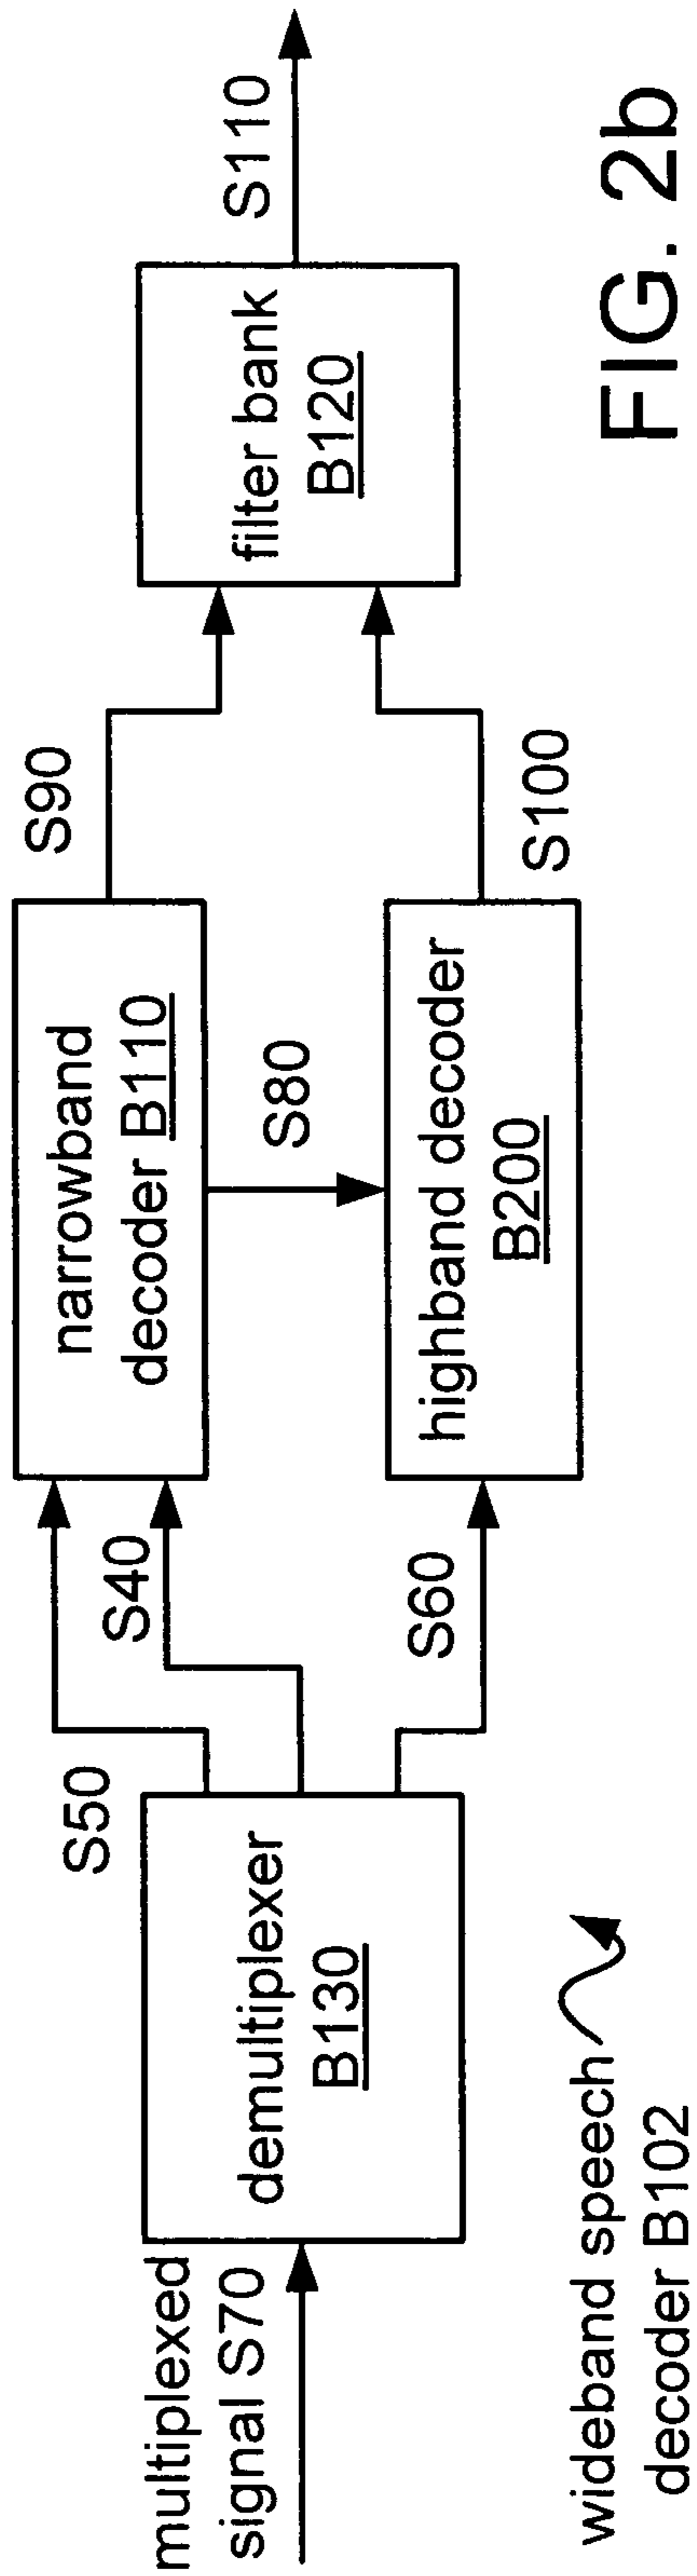 multiplexed
signal S70
demultiplexer
B130
S50
S40
S60
narrowband
decoder B110
S80
highband decoder
B200
S90
S100
filter bank
B120
S110
wideband speech
decoder B102
FIG. 2b